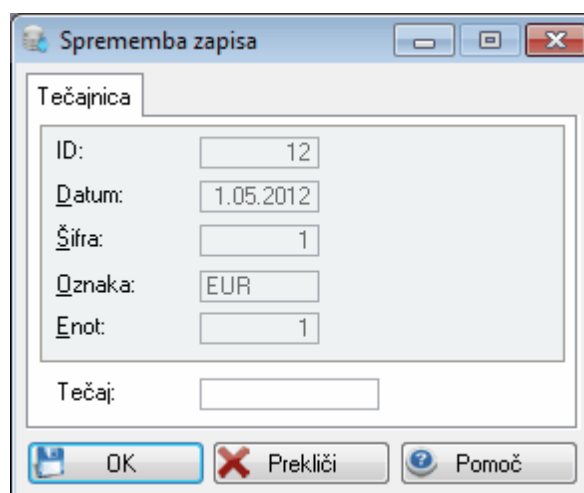 Sprememba zapisa
Tečajnica
ID: 12
Datum: 1.05.2012
Šifra: 1
Oznaka: EUR
Enot: 1
Tečaj:
OK Prekliči Pomoč